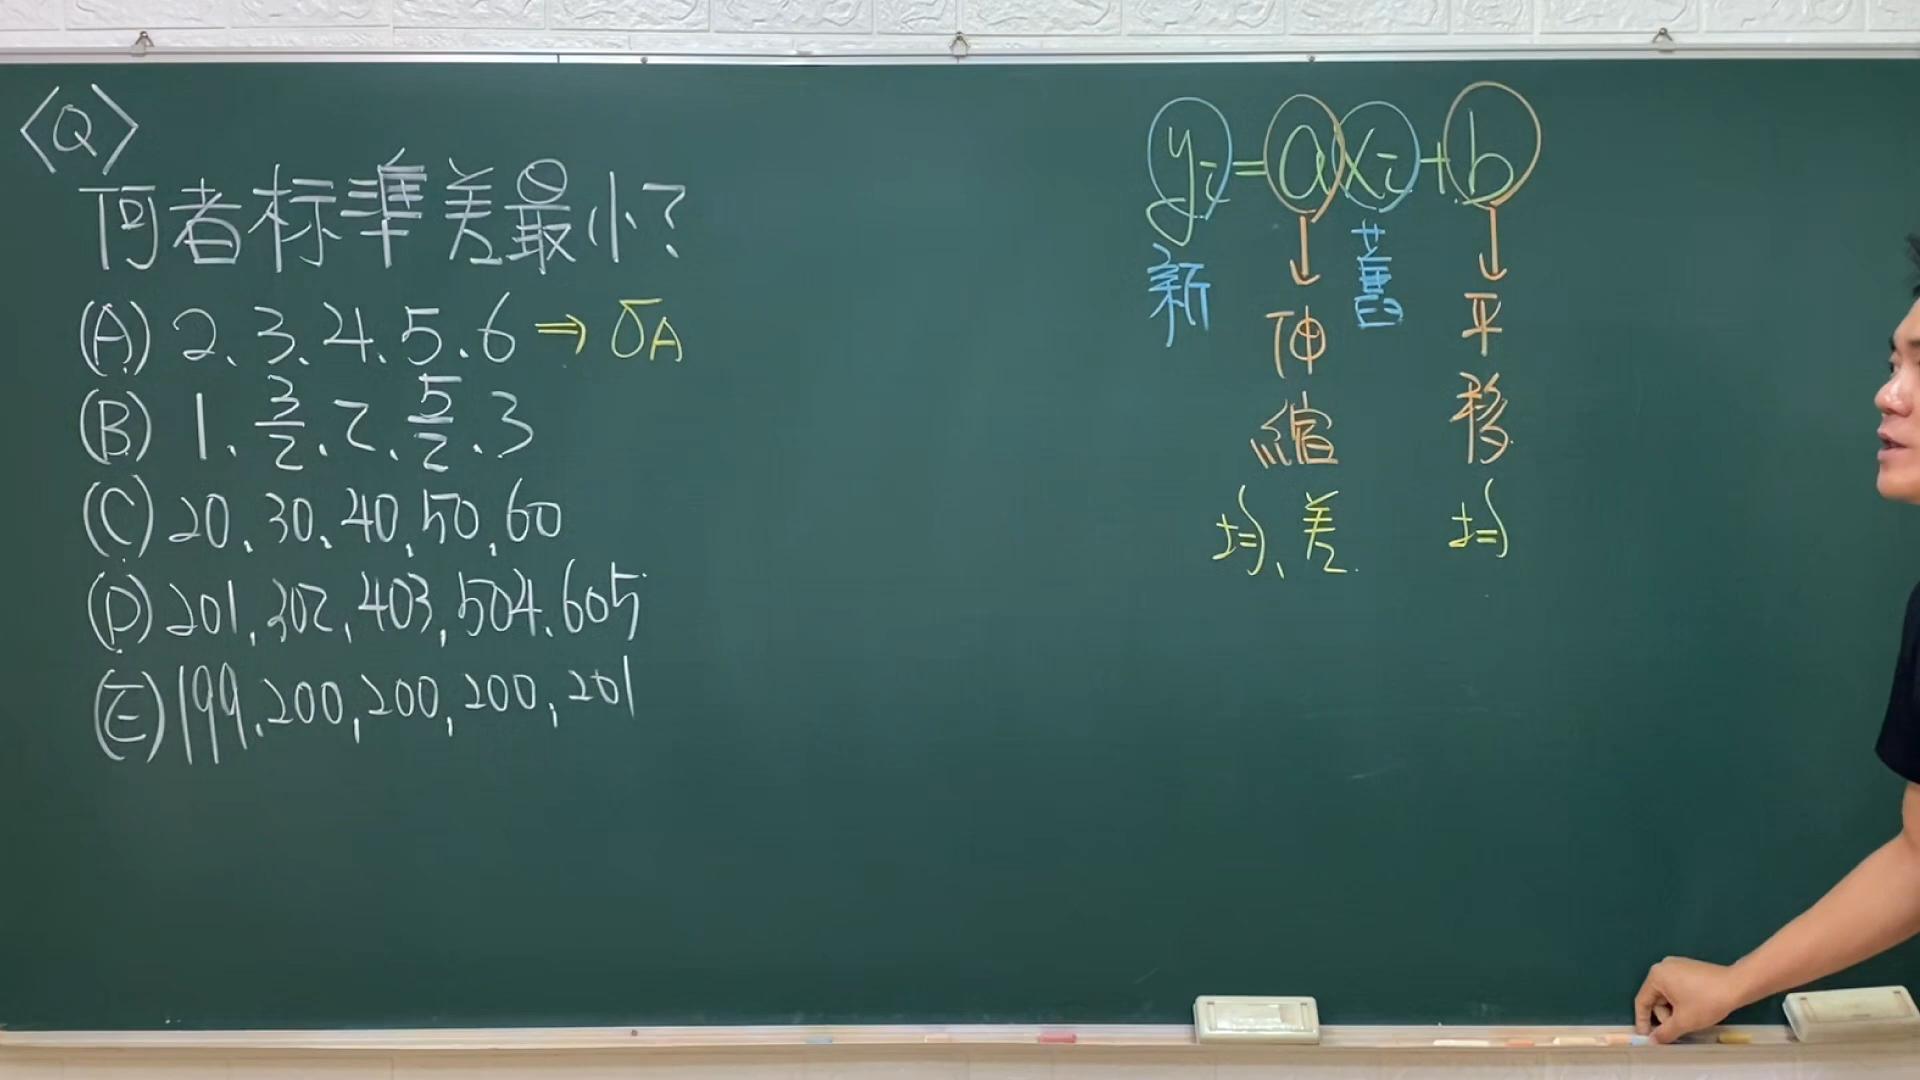 〈Q〉
何者標準差最小?
(A) 2、3、4、5、6 ⇒ σA
(B) 1、3/2、2、5/2、3
(C) 20、30、40、50、60
(D) 201、302、403、504、605
(E) 199、200、200、200、201
yi = a xi + b
新
伸縮
舊
平移
均、差
均